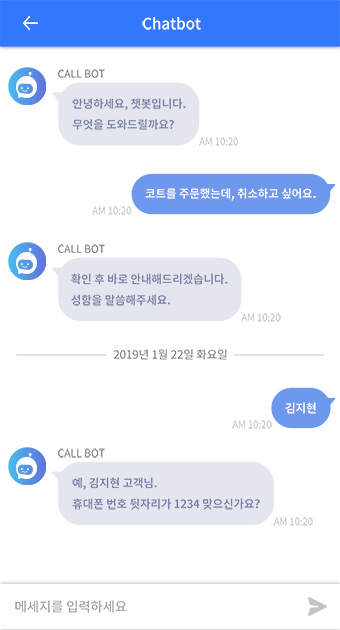 Chatbot
CALL BOT
안녕하세요, 챗봇입니다.
무엇을 도와드릴까요?
AM 10:20
코트를 주문했는데, 취소하고 싶어요.
AM 10:20
CALL BOT
확인 후 바로 안내해드리겠습니다.
성함을 말씀해주세요.
AM 10:20
2019년 1월 22일 화요일
김지현
AM 10:20
CALL BOT
예, 김지현 고객님.
휴대폰 번호 뒷자리가 1234 맞으신가요?
AM 10:20
메세지를 입력하세요